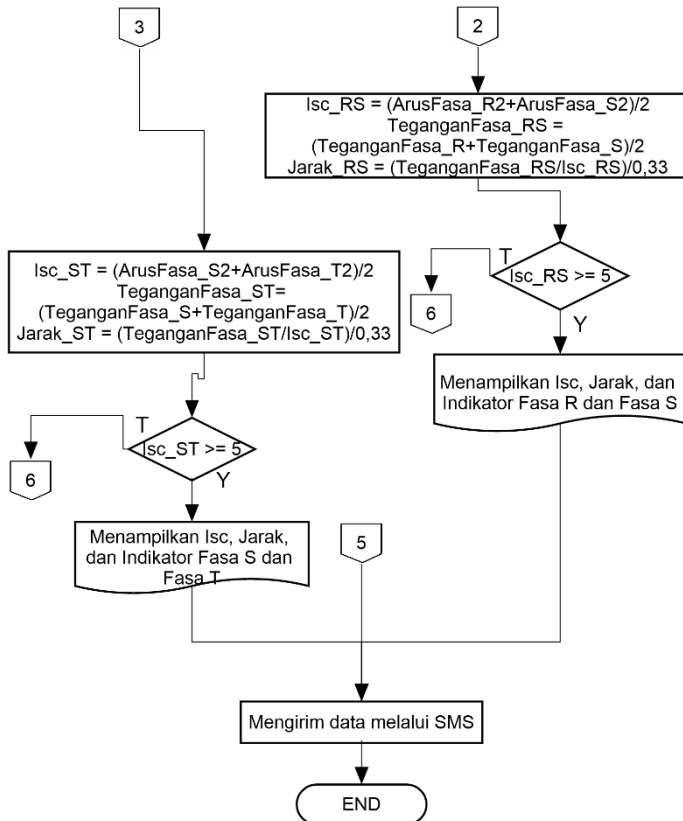 3
2
Isc_RS = (ArusFasa_R2+ArusFasa_S2)/2
TeganganFasa_RS =
(TeganganFasa_R+TeganganFasa_S)/2
Jarak_RS = (TeganganFasa_RS/Isc_RS)/0,33
T
Isc_RS >= 5
6
Y
Isc_ST = (ArusFasa_S2+ArusFasa_T2)/2
TeganganFasa_ST=
(TeganganFasa_S+TeganganFasa_T)/2
Jarak_ST = (TeganganFasa_ST/Isc_ST)/0,33
Menampilkan Isc, Jarak, dan
Indikator Fasa R dan Fasa S
T
Isc_ST >= 5
6
Y
Menampilkan Isc, Jarak,
dan Indikator Fasa S dan
Fasa T
5
Mengirim data melalui SMS
END